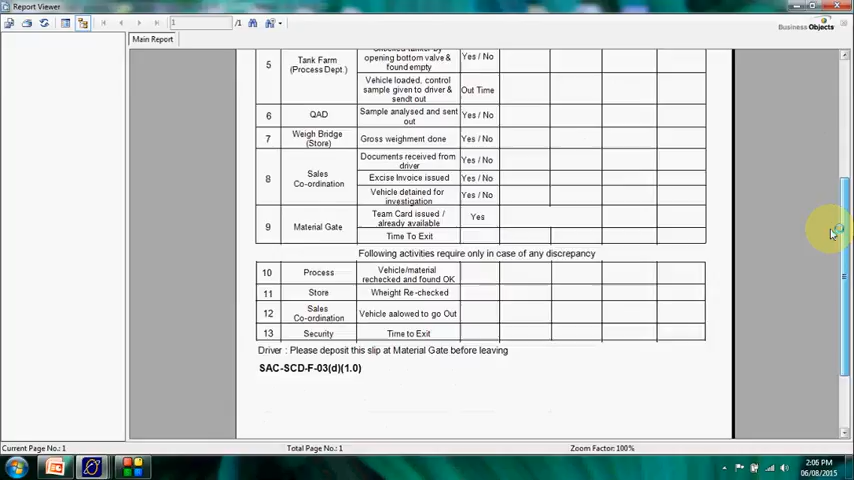 Report Viewer
1
/1
Business Objects
Main Report
5
Tank Farm
(Process Dept.)
opening bottom valve &
found empty
Yes / No
Vehicle loaded, control
sample given to driver &
sendt out
Out Time
6
QAD
Sample analysed and sent
out
Yes / No
7
Weigh Bridge
(Store)
Gross weighment done
Yes / No
8
Sales
Co-ordination
Documents received from
driver
Yes / No
Excise Invoice issued
Yes / No
Vehicle detained for
investigation
Yes / No
9
Material Gate
Team Card issued /
already available
Yes
Time To Exit
Following activities require only in case of any discrepancy
10
Process
Vehicle/material
rechecked and found OK
11
Store
Wheight Re-checked
12
Sales
Co-ordination
Vehicle aalowed to go Out
13
Security
Time to Exit
Driver : Please deposit this slip at Material Gate before leaving
SAC-SCD-F-03(d)(1.0)
Current Page No.: 1
Total Page No.: 1
Zoom Factor: 100%
2:06 PM
06/08/2015